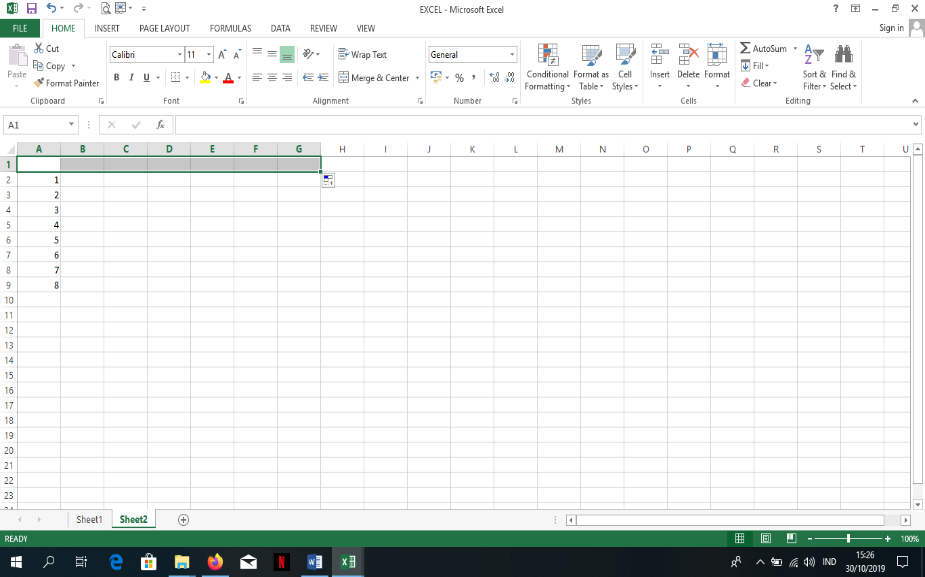 EXCEL - Microsoft Excel
?
FILE HOME INSERT PAGE LAYOUT FORMULAS DATA REVIEW VIEW Sign in
Paste
Cut
Copy
Format Painter
Clipboard
Calibri 11
B I U A
Font
Wrap Text
Merge & Center
Alignment
General
%
Number
Conditional Formatting
Format as Table
Cell Styles
Styles
Insert Delete Format
Cells
AutoSum
Fill
Clear
Sort & Filter
Find & Select
Editing
A1 fx
A B C D E F G H I J K L M N O P Q R S T U
1
2 1
3 2
4 3
5 4
6 5
7 6
8 7
9 8
10
11
12
13
14
15
16
17
18
19
20
21
22
23
24
Sheet1 Sheet2
READY 100%
IND 15:26
30/10/2019